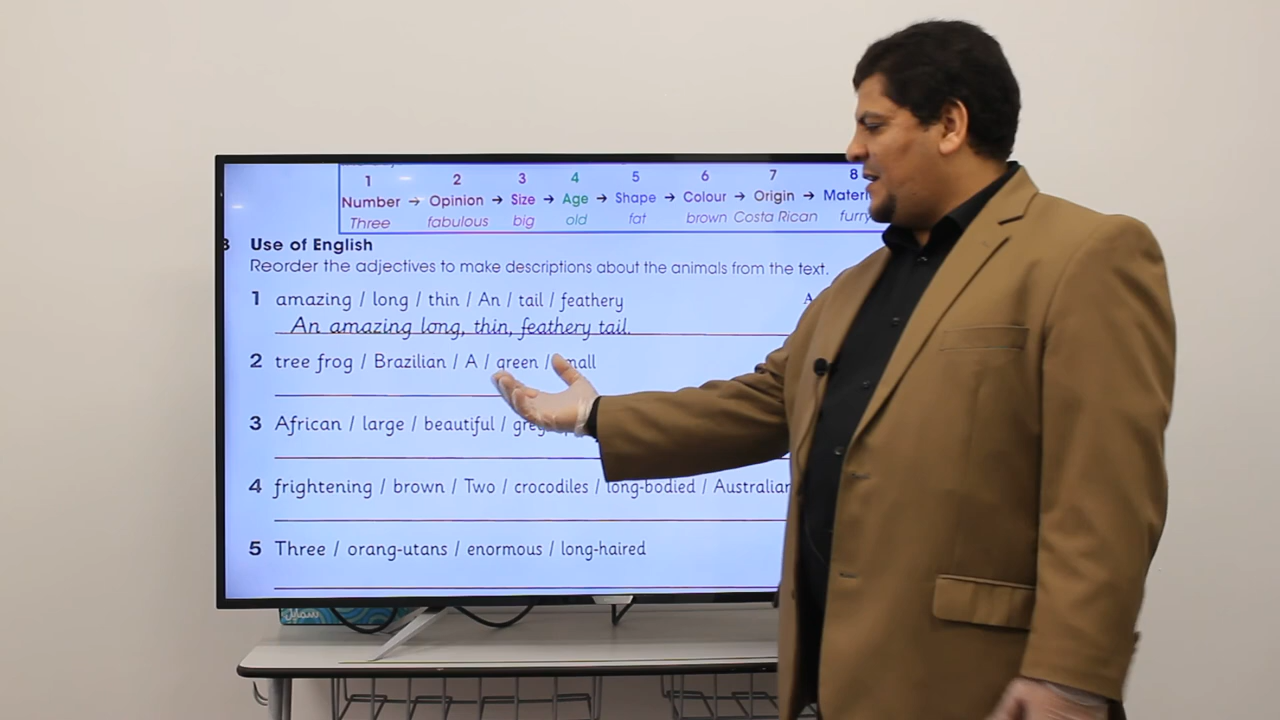 1 2 3 4 5 6 7 8
Number → Opinion → Size → Age → Shape → Colour → Origin →
Three fabulous big old fat brown Costa Rican furry
Use of English
Reorder the adjectives to make descriptions about the animals from the text.
1 amazing / long / thin / An / tail / feathery
An amazing long, thin, feathery tail.
2 tree frog / Brazilian / A / green /
3 African / large / beautiful /
4 frightening / brown / Two / crocodiles / long-bodied / Australian
5 Three / orang-utans / enormous / long-haired